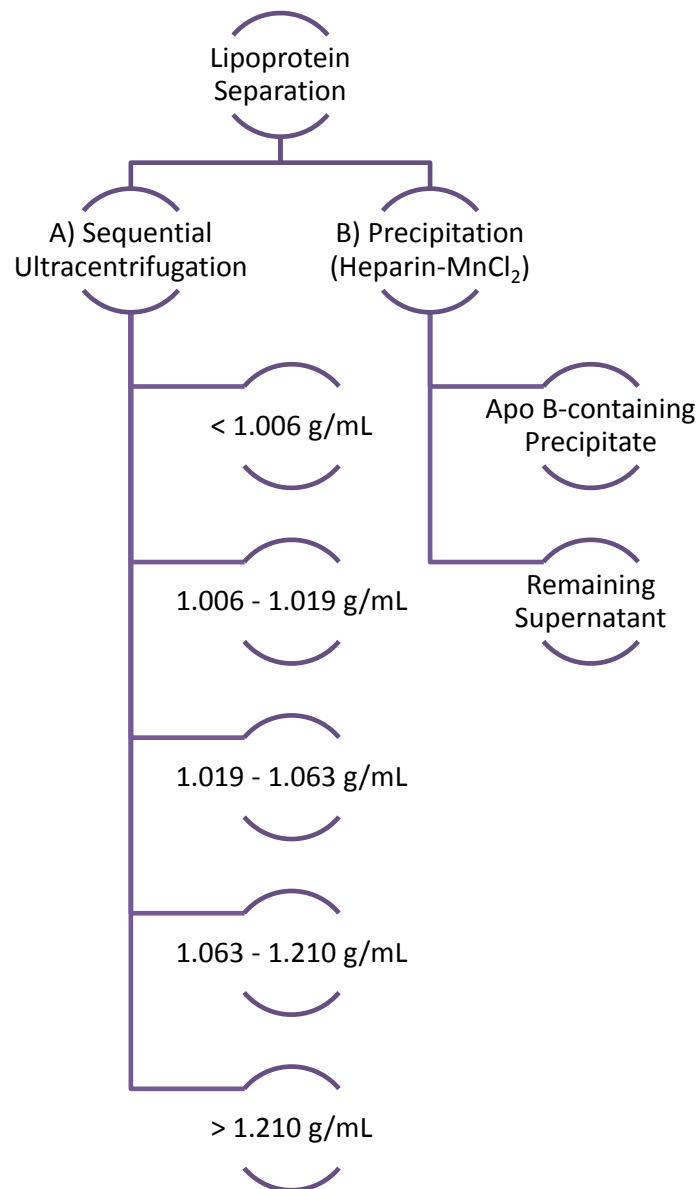 Lipoprotein
Separation
A) Sequential
Ultracentrifugation
< 1.006 g/mL
1.006 - 1.019 g/mL
1.019 - 1.063 g/mL
1.063 - 1.210 g/mL
> 1.210 g/mL
B) Precipitation
(Heparin-MnCl₂)
Apo B-containing
Precipitate
Remaining
Supernatant